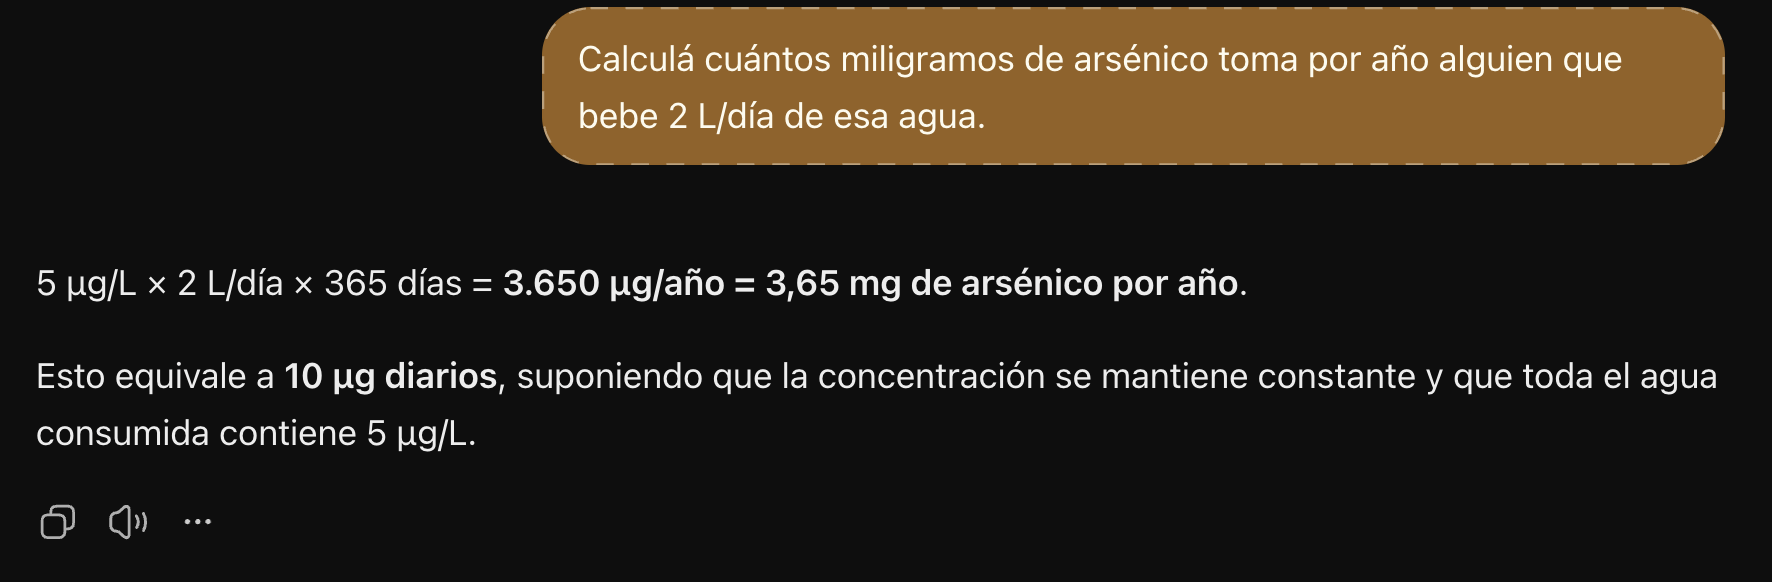 Calculá cuántos miligramos de arsénico toma por año alguien que
bebe 2 L/día de esa agua.
5 µg/L × 2 L/día × 365 días = 3.650 µg/año = 3,65 mg de arsénico por año.
Esto equivale a 10 µg diarios, suponiendo que la concentración se mantiene constante y que toda el agua
consumida contiene 5 µg/L.